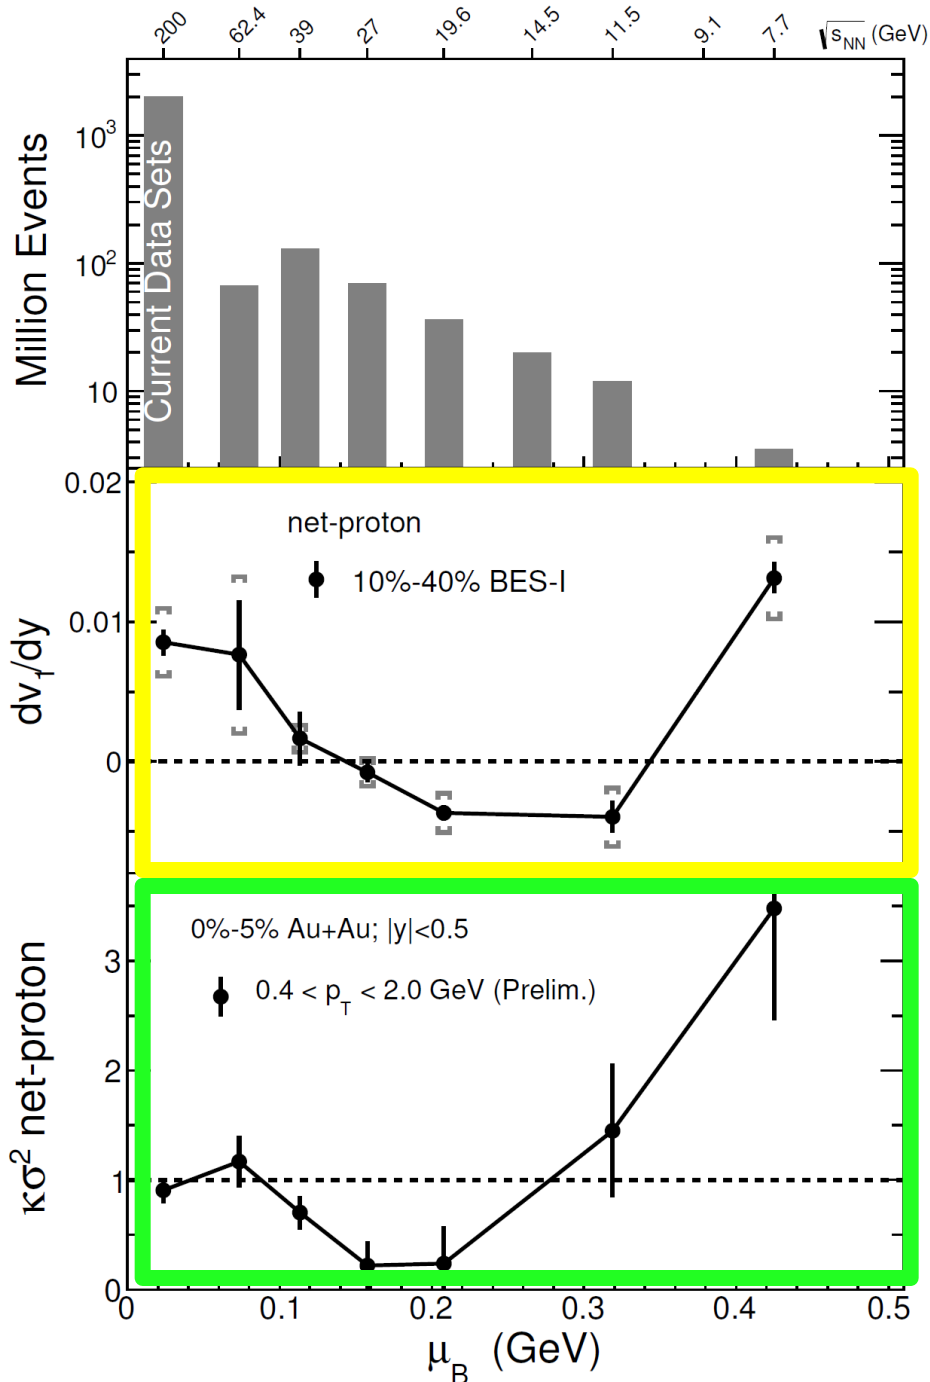 200 62.4 39 27 19.6 14.5 11.5 9.1 7.7 √s_NN (GeV)
Million Events
10³
10²
10
Current Data Sets
dv₁/dy
0.02
0.01
0
net-proton
10%-40% BES-I
κσ² net-proton
3
2
1
0
0%-5% Au+Au; |y|<0.5
0.4 < p_T < 2.0 GeV (Prelim.)
0 0.1 0.2 0.3 0.4 0.5
μ_B (GeV)